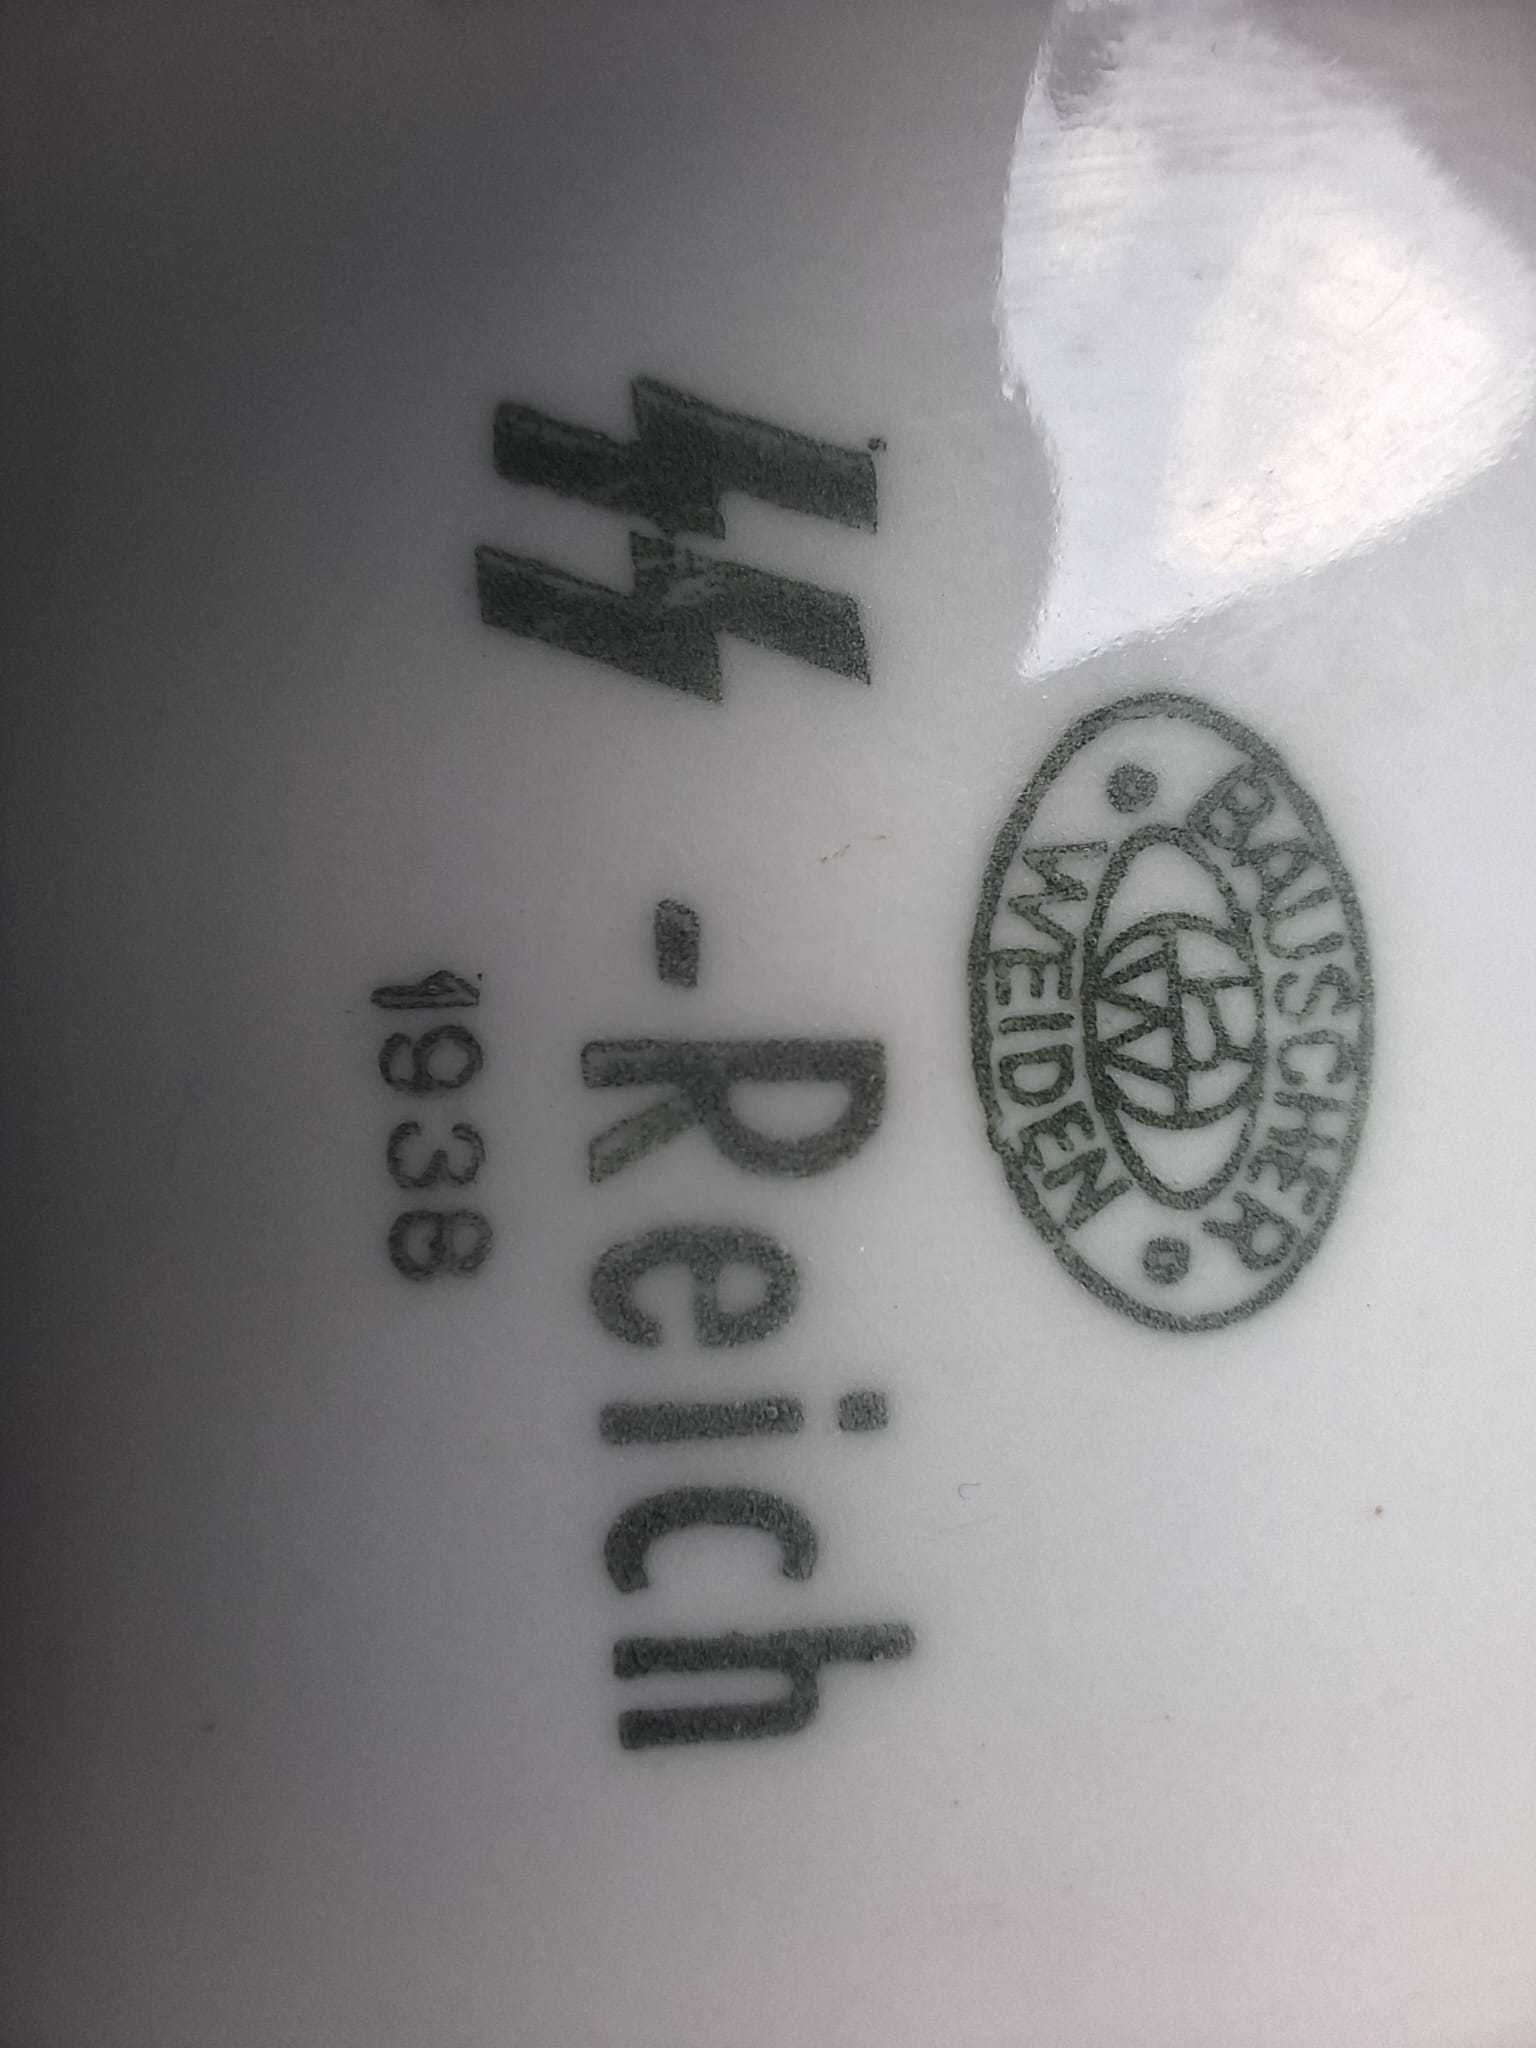 BAUSCHER
WEIDEN
SS-Reich
1938